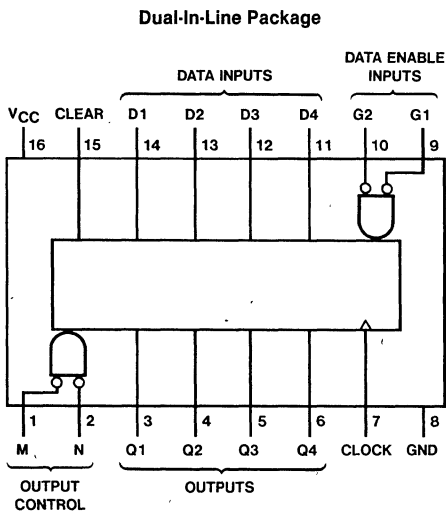 Dual-In-Line Package
DATA INPUTS
DATA ENABLE
INPUTS
VCC CLEAR D1 D2 D3 D4 G2 G1
16 15 14 13 12 11 10 9
1 2 3 4 5 6 7 8
M N Q1 Q2 Q3 Q4 CLOCK GND
OUTPUT
CONTROL
OUTPUTS